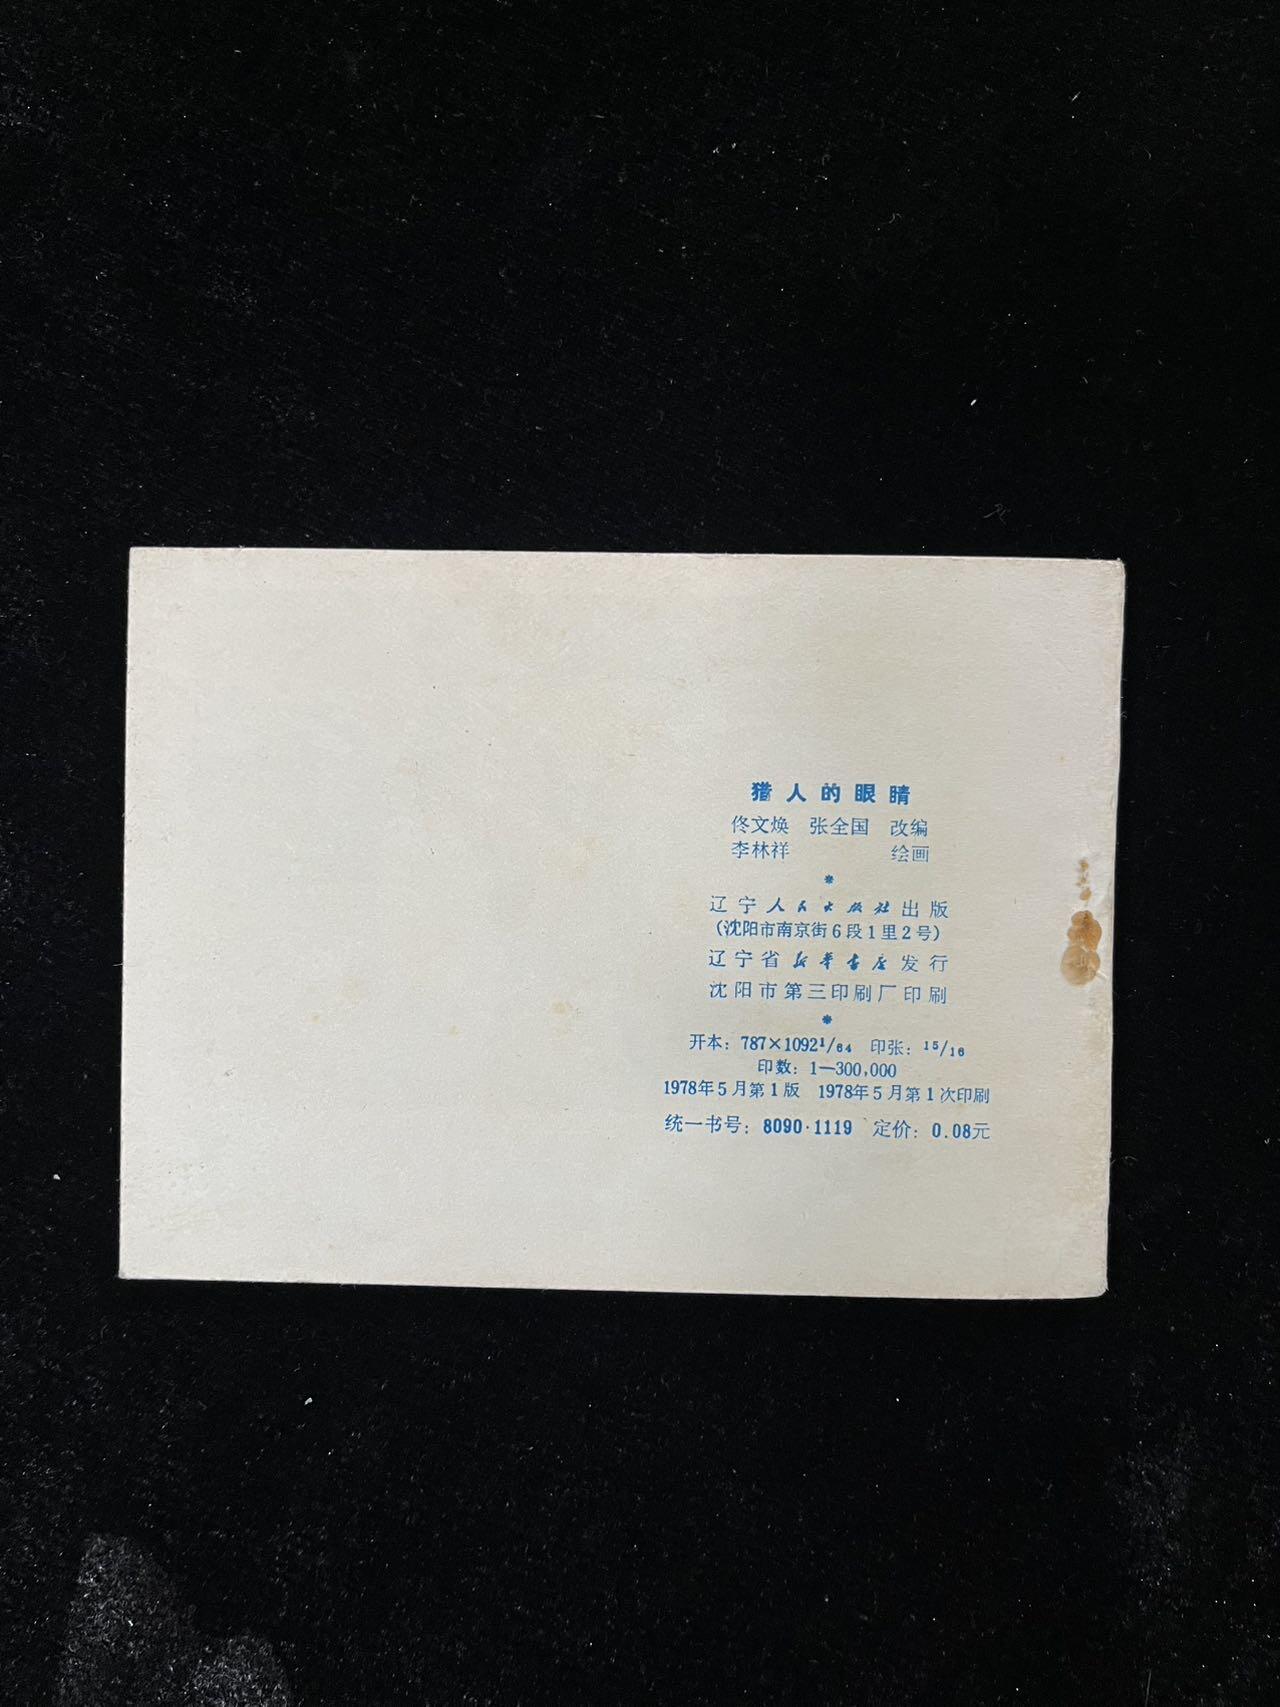 猎人的眼睛
佟文焕 张全国 改编
李林祥 绘画
辽宁人民出版社出版
(沈阳市南京街6段1里2号)
辽宁省新华书店发行
沈阳市第三印刷厂印刷
开本：787×1092 1/64 印张：15/16
印数：1—300,000
1978年5月第1版 1978年5月第1次印刷
统一书号：8090·1119 定价：0.08元